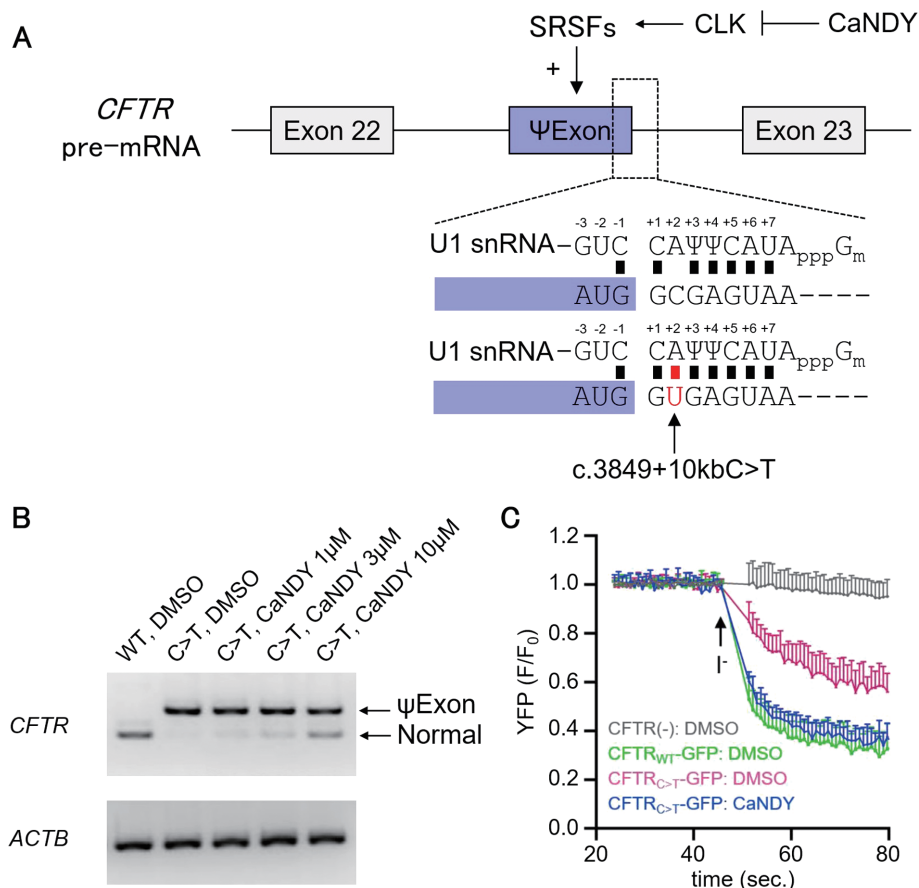 A
SRSFs
CLK
CaNDY
+
CFTR
pre-mRNA
Exon 22
ΨExon
Exon 23
-3 -2 -1 +1 +2 +3 +4 +5 +6 +7
U1 snRNA–GUC CAΨΨCAUApppGm
AUG GCGAGUAA----
-3 -2 -1 +1 +2 +3 +4 +5 +6 +7
U1 snRNA–GUC CAΨΨCAUApppGm
AUG GUGAGUAA----
c.3849+10kbC>T
B
WT, DMSO
C>T, DMSO
C>T, CaNDY 1μM
C>T, CaNDY 3μM
C>T, CaNDY 10μM
CFTR
ψExon
Normal
ACTB
C
YFP (F/F0)
1.2
1.0
0.8
0.6
0.4
0.2
0.0
I-
CFTR(-): DMSO
CFTRWT-GFP: DMSO
CFTRC>T-GFP: DMSO
CFTRC>T-GFP: CaNDY
20 40 60 80
time (sec.)